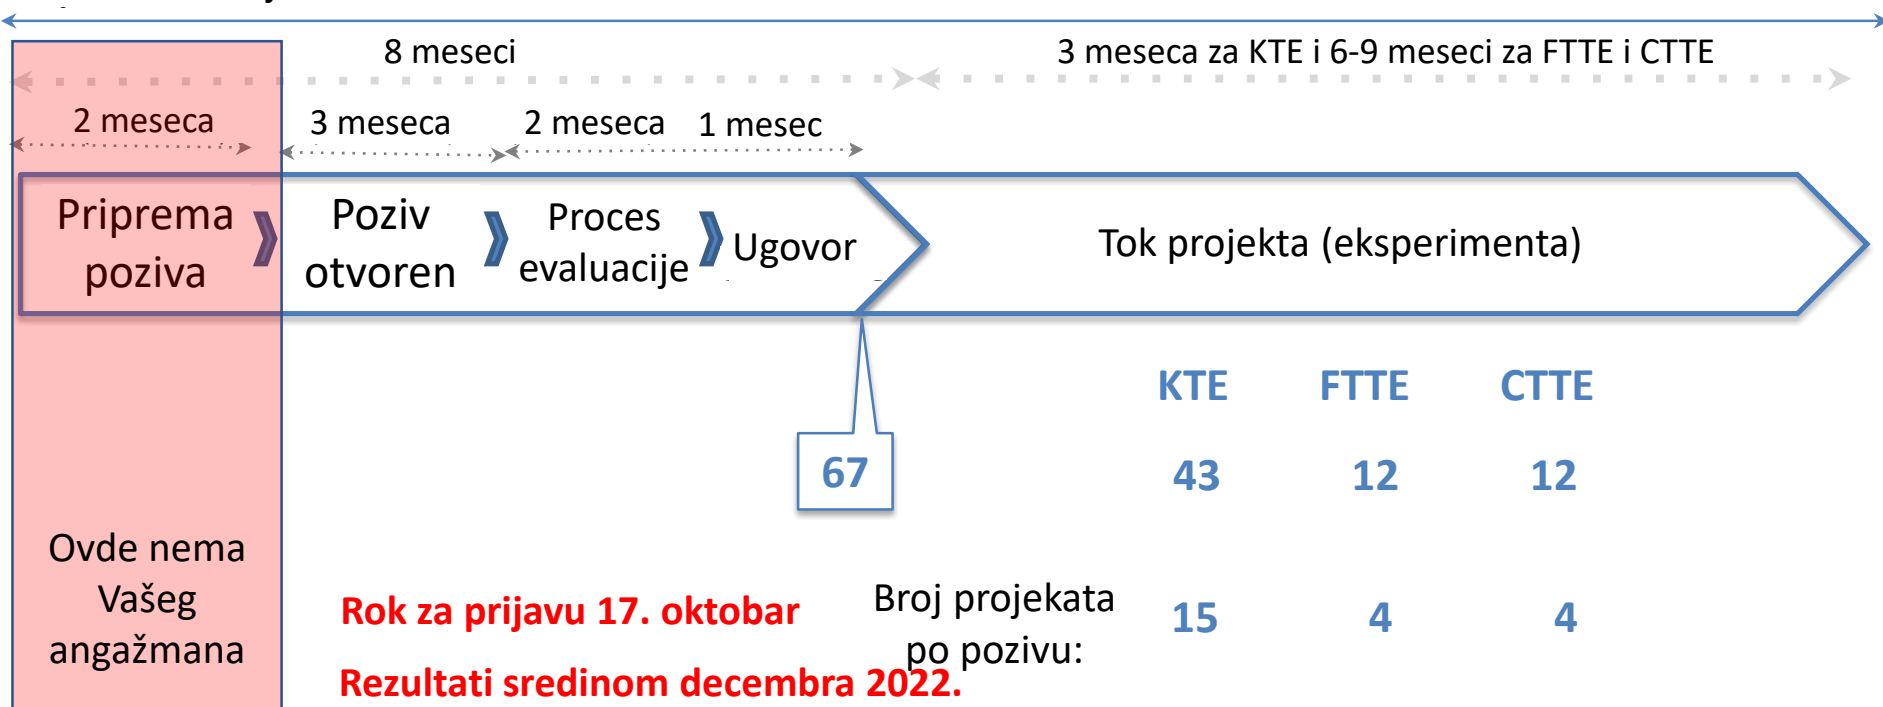 8 meseci
3 meseca za KTE i 6-9 meseci za FTTE i CTTE
2 meseca
3 meseca
2 meseca
1 mesec
Priprema
poziva
Poziv
otvoren
Proces
evaluacije
Ugovor
Tok projekta (eksperimenta)
KTE
FTTE
CTTE
67
43
12
12
Ovde nema
Vašeg
angažmana
Rok za prijavu 17. oktobar
Rezultati sredinom decembra 2022.
Broj projekata
po pozivu:
15
4
4